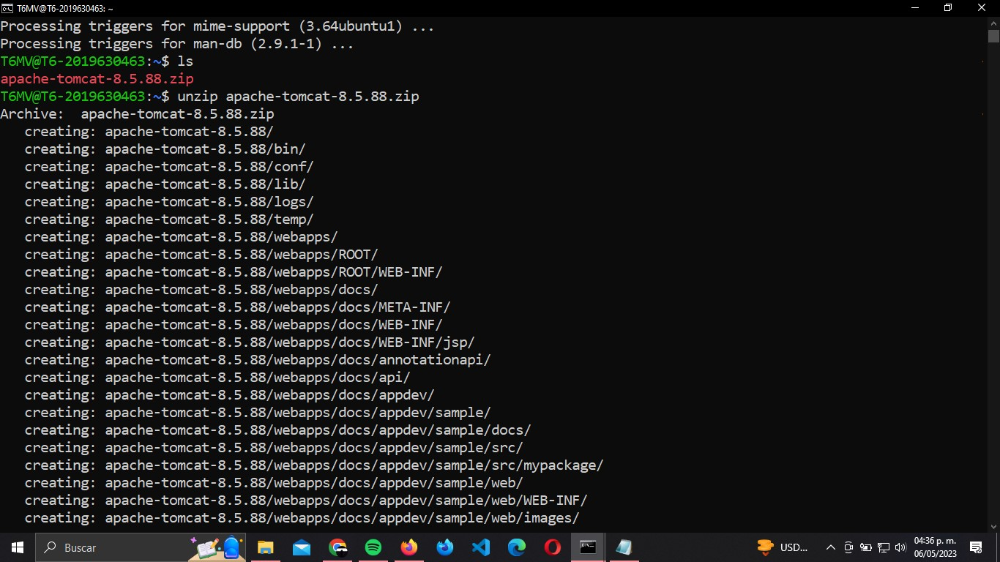 T6MV@T6-2019630463: ~
Processing triggers for mime-support (3.64ubuntu1) ...
Processing triggers for man-db (2.9.1-1) ...
T6MV@T6-2019630463:~$ ls
apache-tomcat-8.5.88.zip
T6MV@T6-2019630463:~$ unzip apache-tomcat-8.5.88.zip
Archive:  apache-tomcat-8.5.88.zip
   creating: apache-tomcat-8.5.88/
   creating: apache-tomcat-8.5.88/bin/
   creating: apache-tomcat-8.5.88/conf/
   creating: apache-tomcat-8.5.88/lib/
   creating: apache-tomcat-8.5.88/logs/
   creating: apache-tomcat-8.5.88/temp/
   creating: apache-tomcat-8.5.88/webapps/
   creating: apache-tomcat-8.5.88/webapps/ROOT/
   creating: apache-tomcat-8.5.88/webapps/ROOT/WEB-INF/
   creating: apache-tomcat-8.5.88/webapps/docs/
   creating: apache-tomcat-8.5.88/webapps/docs/META-INF/
   creating: apache-tomcat-8.5.88/webapps/docs/WEB-INF/
   creating: apache-tomcat-8.5.88/webapps/docs/WEB-INF/jsp/
   creating: apache-tomcat-8.5.88/webapps/docs/annotationapi/
   creating: apache-tomcat-8.5.88/webapps/docs/api/
   creating: apache-tomcat-8.5.88/webapps/docs/appdev/
   creating: apache-tomcat-8.5.88/webapps/docs/appdev/sample/
   creating: apache-tomcat-8.5.88/webapps/docs/appdev/sample/docs/
   creating: apache-tomcat-8.5.88/webapps/docs/appdev/sample/src/
   creating: apache-tomcat-8.5.88/webapps/docs/appdev/sample/src/mypackage/
   creating: apache-tomcat-8.5.88/webapps/docs/appdev/sample/web/
   creating: apache-tomcat-8.5.88/webapps/docs/appdev/sample/web/WEB-INF/
   creating: apache-tomcat-8.5.88/webapps/docs/appdev/sample/web/images/
Buscar
USD...
04:36 p. m.
06/05/2023